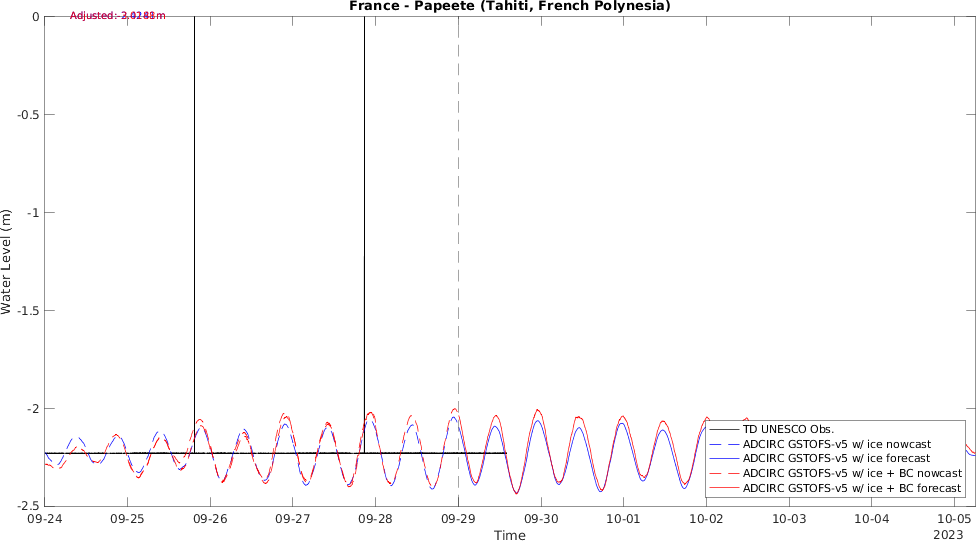 France - Papeete (Tahiti, French Polynesia)
Adjusted:
0
-0.5
-1
-1.5
-2
-2.5
Water Level (m)
TD UNESCO Obs.
ADCIRC GSTOFS-v5 w/ ice nowcast
ADCIRC GSTOFS-v5 w/ ice forecast
ADCIRC GSTOFS-v5 w/ ice + BC nowcast
ADCIRC GSTOFS-v5 w/ ice + BC forecast
09-24 09-25 09-26 09-27 09-28 09-29 09-30 10-01 10-02 10-03 10-04 10-05
Time
2023